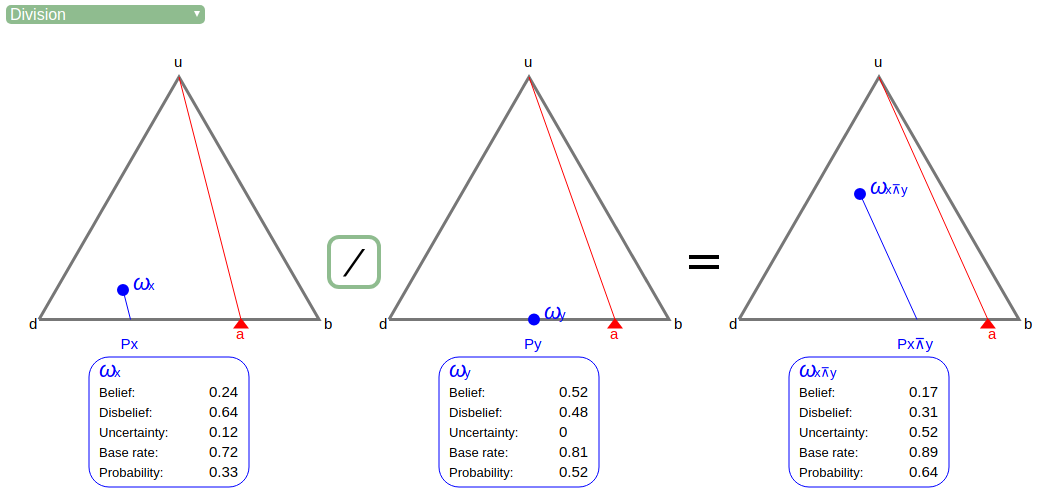 Division
u
u
u
ωx
ωy
ωx⊼y
/
=
d
a
b
d
a
b
d
a
b
Px
Py
Px⊼y
ωx
Belief: 0.24
Disbelief: 0.64
Uncertainty: 0.12
Base rate: 0.72
Probability: 0.33
ωy
Belief: 0.52
Disbelief: 0.48
Uncertainty: 0
Base rate: 0.81
Probability: 0.52
ωx⊼y
Belief: 0.17
Disbelief: 0.31
Uncertainty: 0.52
Base rate: 0.89
Probability: 0.64